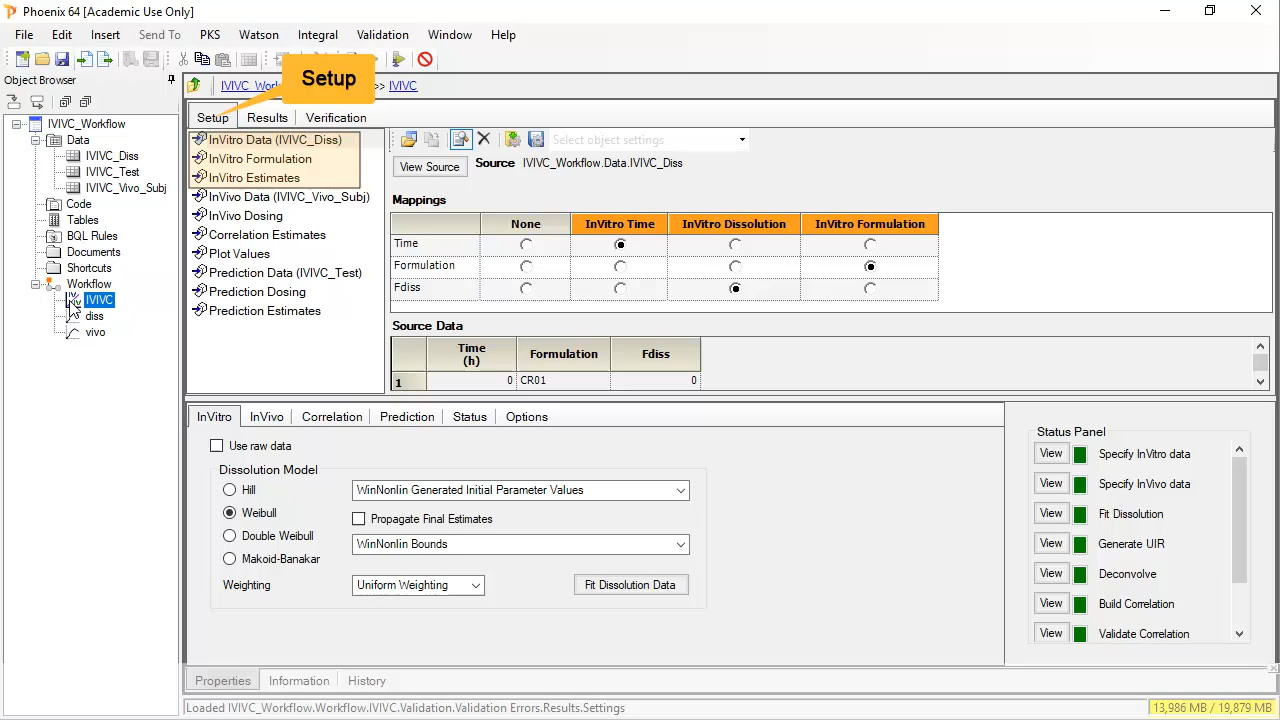 Phoenix 64 [Academic Use Only]
File Edit Insert Send To PKS Watson Integral Validation Window Help
Object Browser
Setup
IVIVC_Wor >> IVIVC
IVIVC_Workflow
Data
IVIVC_Diss
IVIVC_Test
IVIVC_Vivo_Subj
Code
Tables
BQL Rules
Documents
Shortcuts
Workflow
IVIVC
diss
vivo
Setup Results Verification
InVitro Data (IVIVC_Diss)
InVitro Formulation
InVitro Estimates
InVivo Data (IVIVC_Vivo_Subj)
InVivo Dosing
Correlation Estimates
Plot Values
Prediction Data (IVIVC_Test)
Prediction Dosing
Prediction Estimates
Select object settings
View Source Source IVIVC_Workflow.Data.IVIVC_Diss
Mappings
None InVitro Time InVitro Dissolution InVitro Formulation
Time
Formulation
Fdiss
Source Data
Time (h) Formulation Fdiss
1 0 CR01 0
InVitro InVivo Correlation Prediction Status Options
Use raw data
Dissolution Model
Hill WinNonlin Generated Initial Parameter Values
Weibull Propagate Final Estimates
Double Weibull WinNonlin Bounds
Makoid-Banakar
Weighting Uniform Weighting Fit Dissolution Data
Status Panel
View Specify InVitro data
View Specify InVivo data
View Fit Dissolution
View Generate UIR
View Deconvolve
View Build Correlation
View Validate Correlation
Properties Information History
Loaded IVIVC_Workflow.Workflow.IVIVC.Validation.Validation Errors.Results.Settings 13,986 MB / 19,879 MB